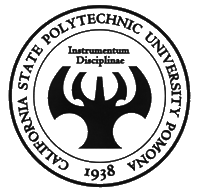 CALIFORNIA STATE POLYTECHNIC UNIVERSITY POMONA
Instrumentum
Disciplinae
1938